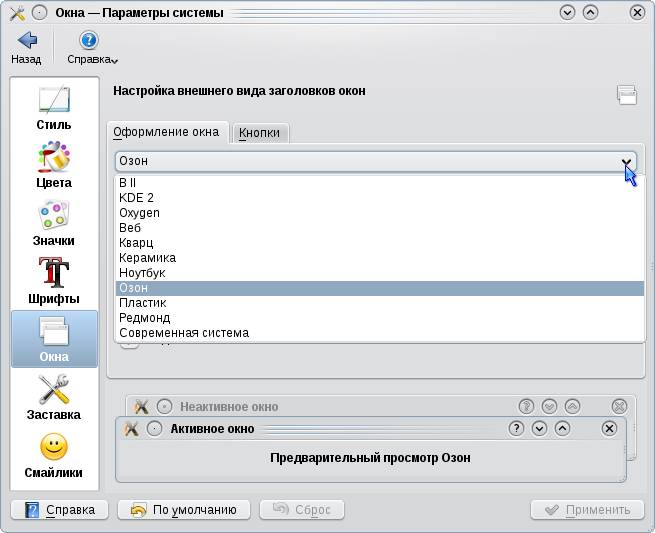 Окна — Параметры системы
Назад
Справка
Настройка внешнего вида заголовков окон
Стиль
Цвета
Значки
Шрифты
Окна
Заставка
Смайлики
Оформление окна
Кнопки
Озон
B II
KDE 2
Oxygen
Веб
Кварц
Керамика
Ноутбук
Озон
Пластик
Редмонд
Современная система
Неактивное окно
Активное окно
Предварительный просмотр Озон
Справка
По умолчанию
Сброс
Применить